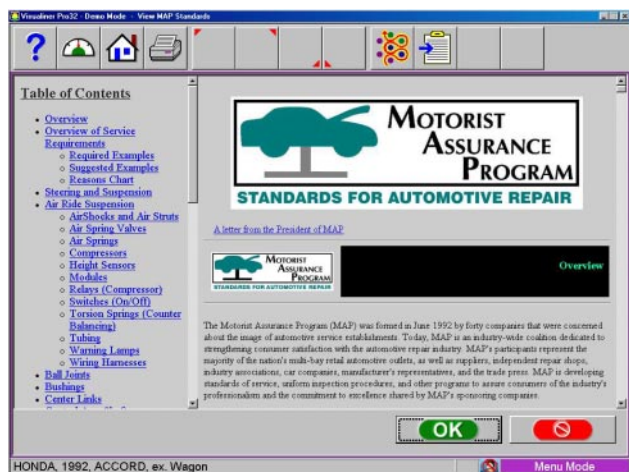 Visualiner Pro32 - Demo Mode - View MAP Standards
Table of Contents
Overview
Overview of Service
Requirements
Required Examples
Suggested Examples
Reasons Chart
Steering and Suspension
Air Ride Suspension
AirShocks and Air Struts
Air Spring Valves
Air Springs
Compressors
Height Sensors
Modules
Relays (Compressor)
Switches (On/Off)
Torsion Springs (Counter
Balancing)
Tubing
Warning Lamps
Wiring Harnesses
Ball Joints
Bushings
Center Links
MOTORIST
ASSURANCE
PROGRAM
STANDARDS FOR AUTOMOTIVE REPAIR
A letter from the President of MAP
MOTORIST
ASSURANCE
PROGRAM
STANDARDS FOR AUTOMOTIVE REPAIR
Overview
The Motorist Assurance Program (MAP) was formed in June 1992 by forty companies that were concerned
about the image of automotive service establishments. Today, MAP is an industry-wide coalition dedicated to
strengthening consumer satisfaction with the automotive repair industry. MAP's participants represent the
majority of the nation's multi-bay retail automotive outlets, as well as suppliers, independent repair shops,
industry associations, car companies, manufacturer's representatives, and the trade press. MAP is developing
standards of service, uniform inspection procedures, and other programs to assure consumers of the industry's
professionalism and the commitment to excellence shared by MAP's sponsoring companies.
OK
HONDA, 1992, ACCORD, ex. Wagon
Menu Mode